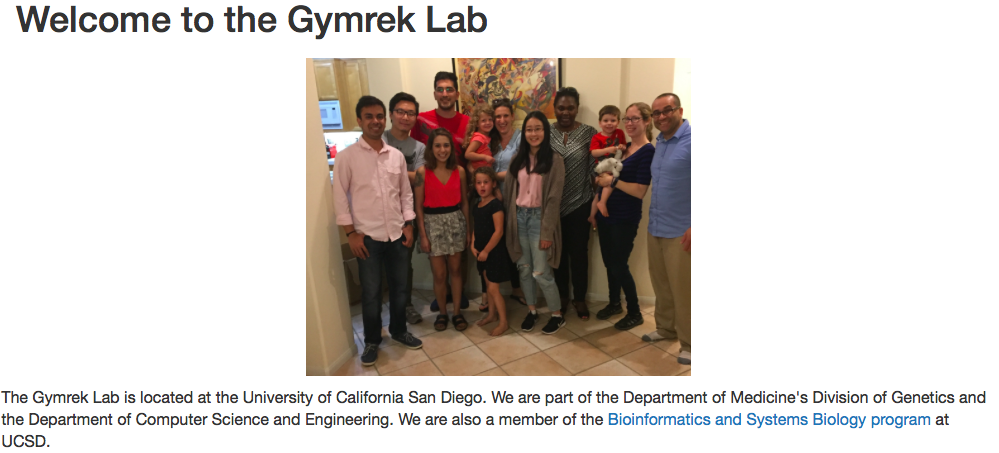 Welcome to the Gymrek Lab
The Gymrek Lab is located at the University of California San Diego. We are part of the Department of Medicine's Division of Genetics and
the Department of Computer Science and Engineering. We are also a member of the Bioinformatics and Systems Biology program at
UCSD.